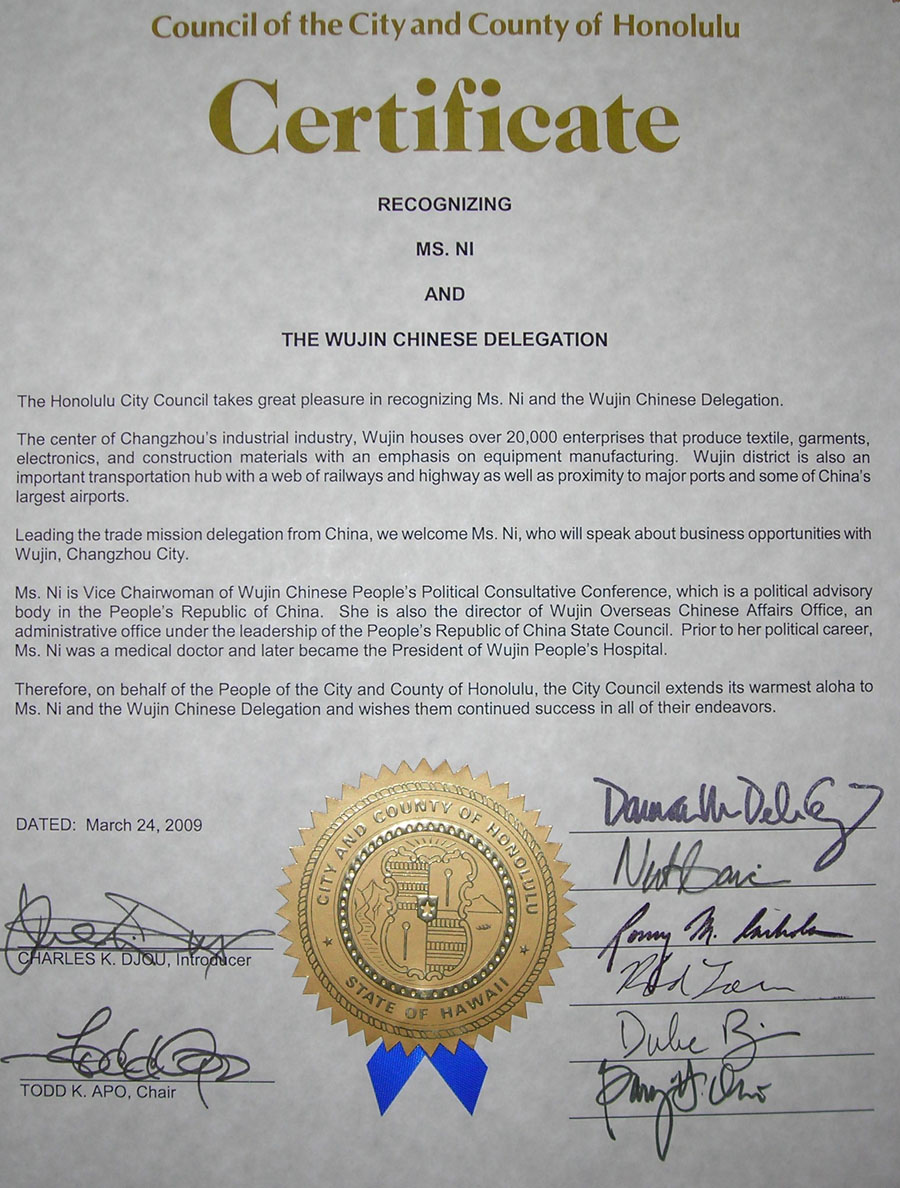 Council of the City and County of Honolulu
Certificate
RECOGNIZING
MS. NI
AND
THE WUJIN CHINESE DELEGATION
The Honolulu City Council takes great pleasure in recognizing Ms. Ni and the Wujin Chinese Delegation.
The center of Changzhou's industrial industry, Wujin houses over 20,000 enterprises that produce textile, garments,
electronics, and construction materials with an emphasis on equipment manufacturing. Wujin district is also an
important transportation hub with a web of railways and highway as well as proximity to major ports and some of China's
largest airports.
Leading the trade mission delegation from China, we welcome Ms. Ni, who will speak about business opportunities with
Wujin, Changzhou City.
Ms. Ni is Vice Chairwoman of Wujin Chinese People's Political Consultative Conference, which is a political advisory
body in the People's Republic of China. She is also the director of Wujin Overseas Chinese Affairs Office, an
administrative office under the leadership of the People's Republic of China State Council. Prior to her political career,
Ms. Ni was a medical doctor and later became the President of Wujin People's Hospital.
Therefore, on behalf of the People of the City and County of Honolulu, the City Council extends its warmest aloha to
Ms. Ni and the Wujin Chinese Delegation and wishes them continued success in all of their endeavors.
DATED: March 24, 2009
CHARLES K. DJOU, Introducer
Todd Apo
TODD K. APO, Chair
CITY AND COUNTY OF HONOLULU
STATE OF HAWAII
Rod Tam
Duke